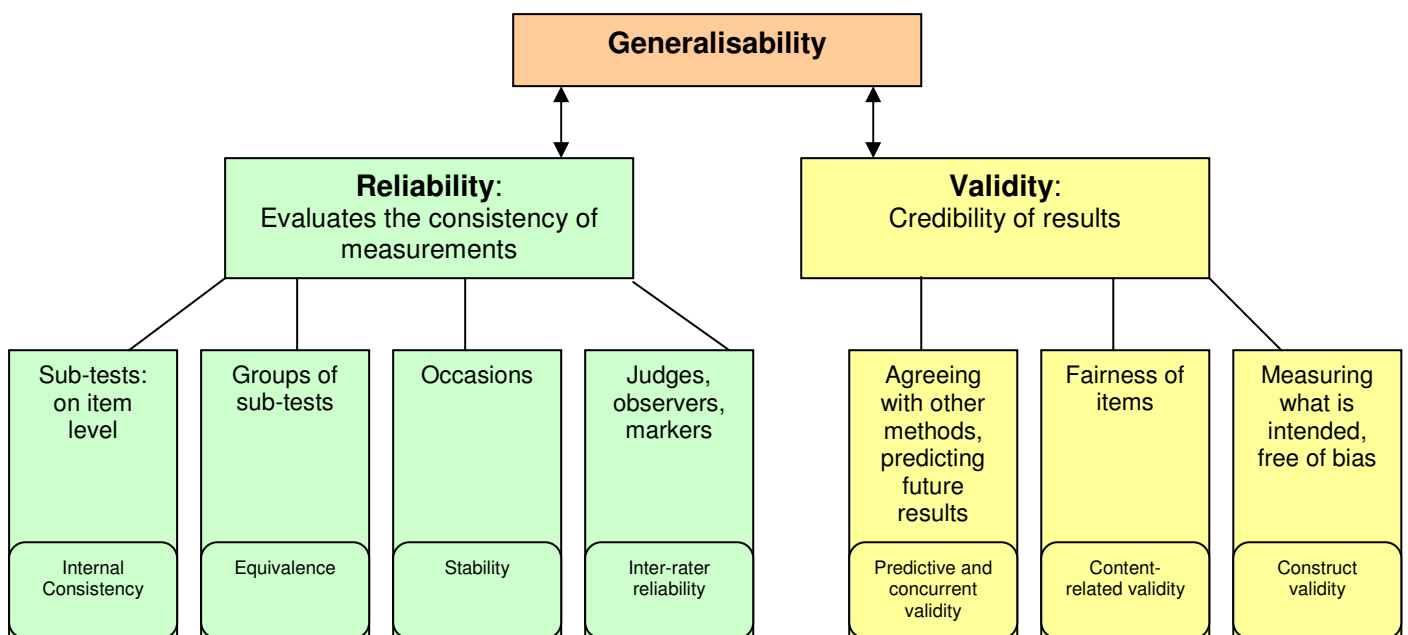 Generalisability
Reliability:
Evaluates the consistency of
measurements
Validity:
Credibility of results
Sub-tests:
on item
level
Internal
Consistency
Groups of
sub-tests
Equivalence
Occasions
Stability
Judges,
observers,
markers
Inter-rater
reliability
Agreeing
with other
methods,
predicting
future
results
Predictive and
concurrent
validity
Fairness of
items
Content-
related validity
Measuring
what is
intended,
free of bias
Construct
validity